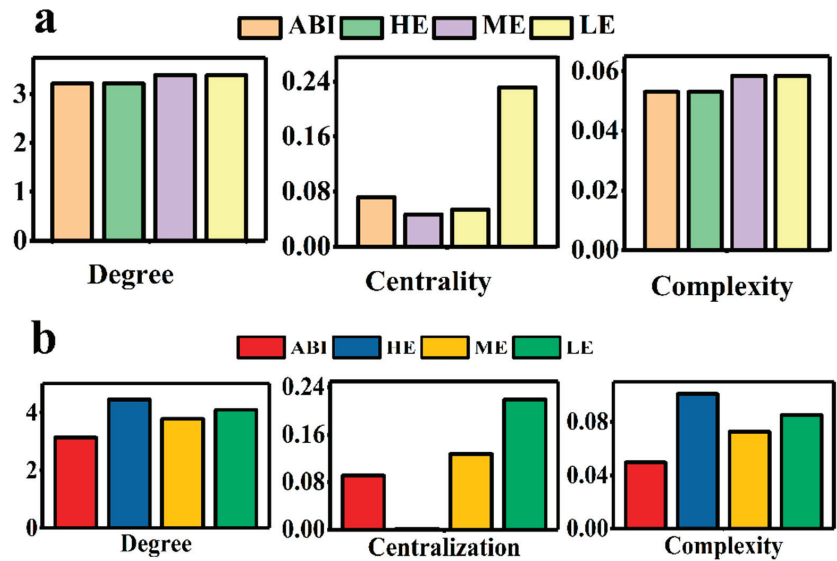 a
ABI HE ME LE
3
2
1
0
Degree
0.24
0.16
0.08
0.00
Centrality
0.06
0.04
0.02
0.00
Complexity
b
ABI HE ME LE
4
2
0
Degree
0.24
0.16
0.08
0.00
Centralization
0.08
0.04
0.00
Complexity